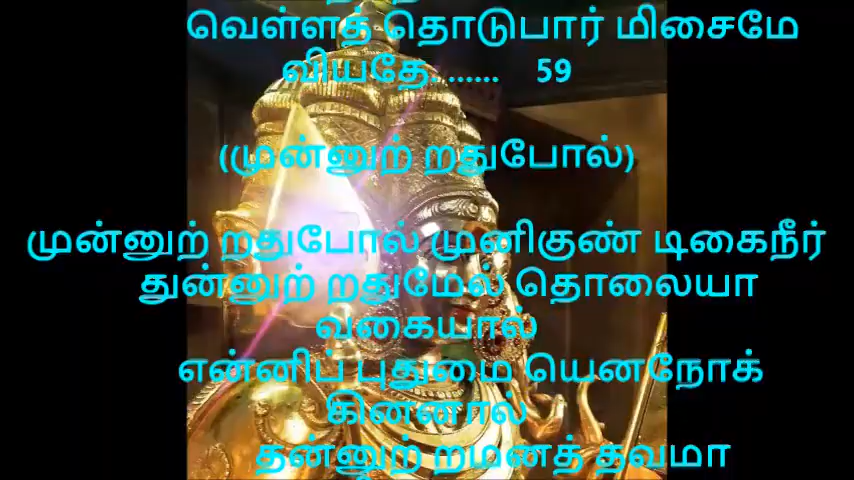 வெள்ளத் தொடுபார் மிசைமே
வியதே. ...... 59
(முன்னுற் றதுபோல்)
முன்னுற் றதுபோல் முனிகுண் டிகைநீர்
துன்னுற் றதுமேல் தொலையா
வகையால்
என்னிப் புதுமை யெனநோக்
கினனால்
தன்னுற் றமனத் தவமா